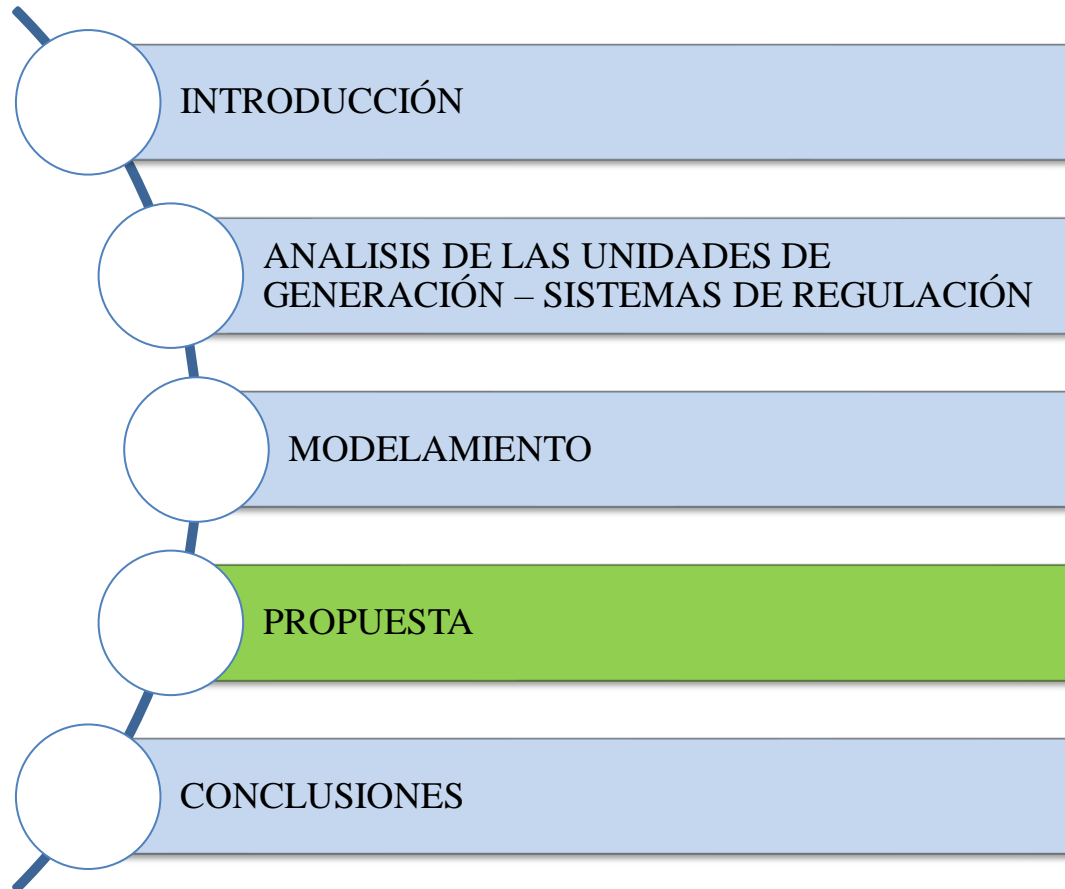 INTRODUCCIÓN
ANALISIS DE LAS UNIDADES DE
GENERACIÓN – SISTEMAS DE REGULACIÓN
MODELAMIENTO
PROPUESTA
CONCLUSIONES